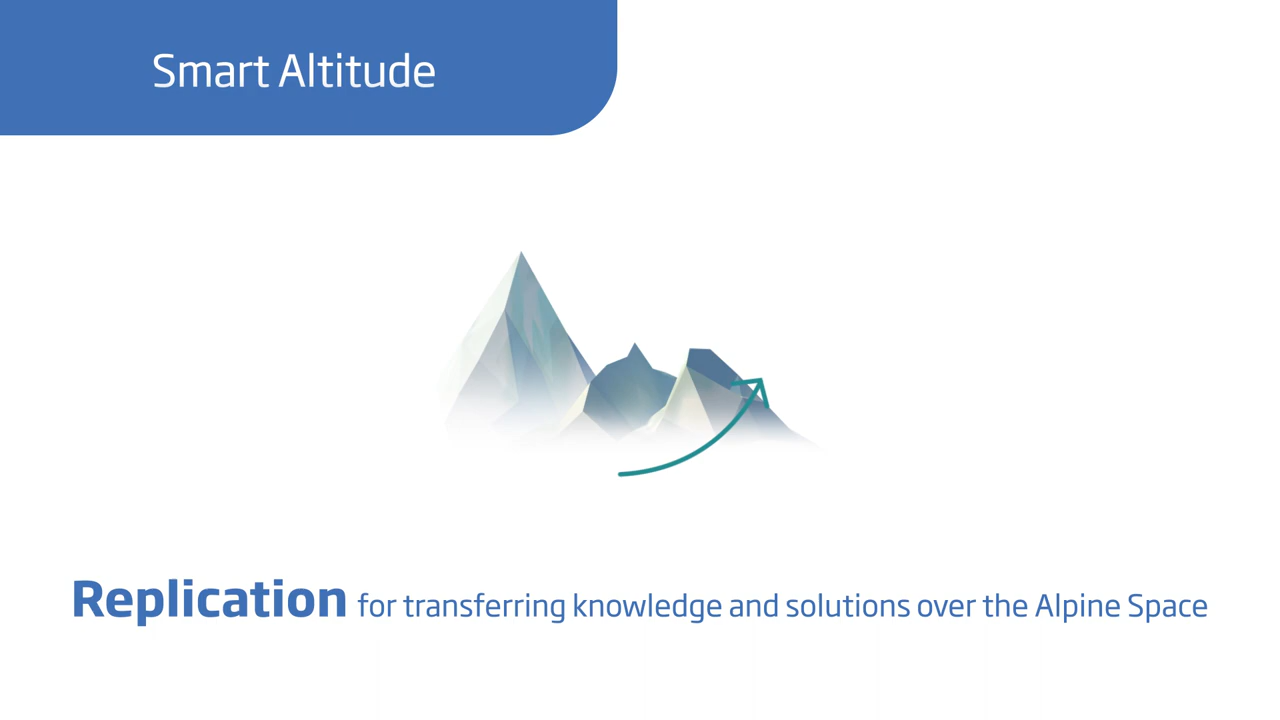 Smart Altitude
Replication for transferring knowledge and solutions over the Alpine Space